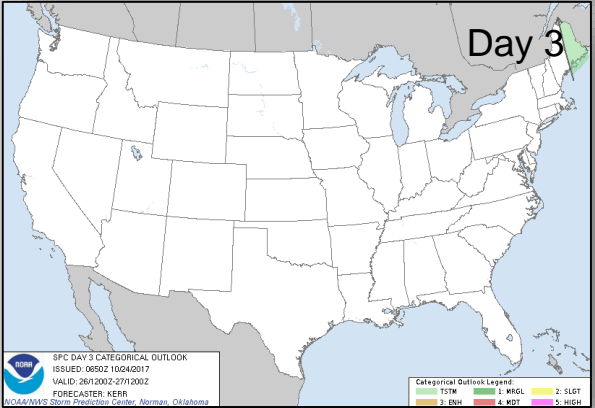 Day 3
NOAA
SPC DAY 3 CATEGORICAL OUTLOOK
ISSUED: 0650Z 10/24/2017
VALID: 26/1200Z-27/1200Z
FORECASTER: KERR
NOAA/NWS Storm Prediction Center, Norman, Oklahoma
Categorical Outlook Legend:
TSTM 1: MRGL 2: SLGT
3: ENH 4: MDT 5: HIGH